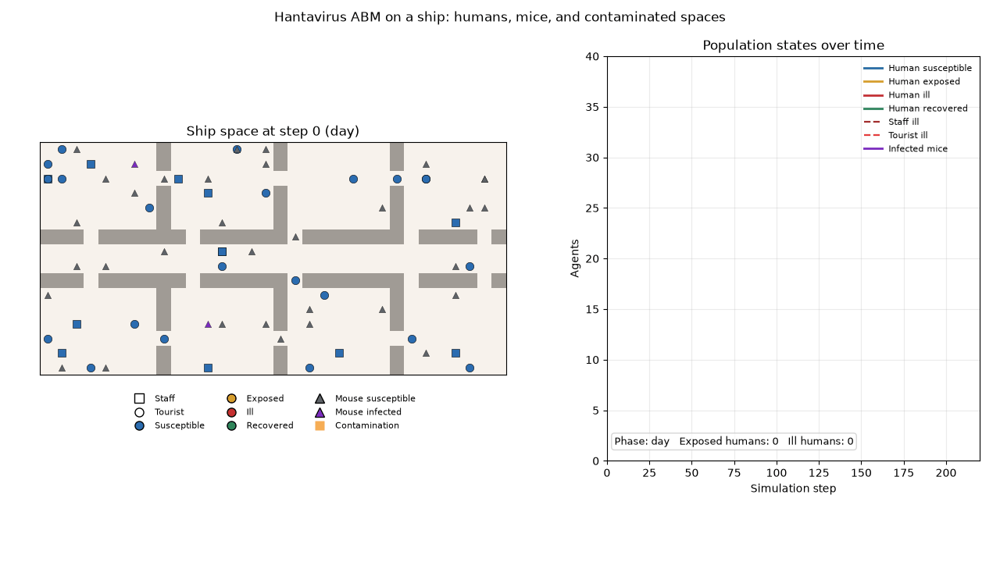 Hantavirus ABM on a ship: humans, mice, and contaminated spaces
Ship space at step 0 (day)
Staff
Tourist
Susceptible
Exposed
Ill
Recovered
Mouse susceptible
Mouse infected
Contamination
Population states over time
Agents
40
35
30
25
20
15
10
5
0
Human susceptible
Human exposed
Human ill
Human recovered
Staff ill
Tourist ill
Infected mice
Phase: day   Exposed humans: 0   Ill humans: 0
0 25 50 75 100 125 150 175 200
Simulation step